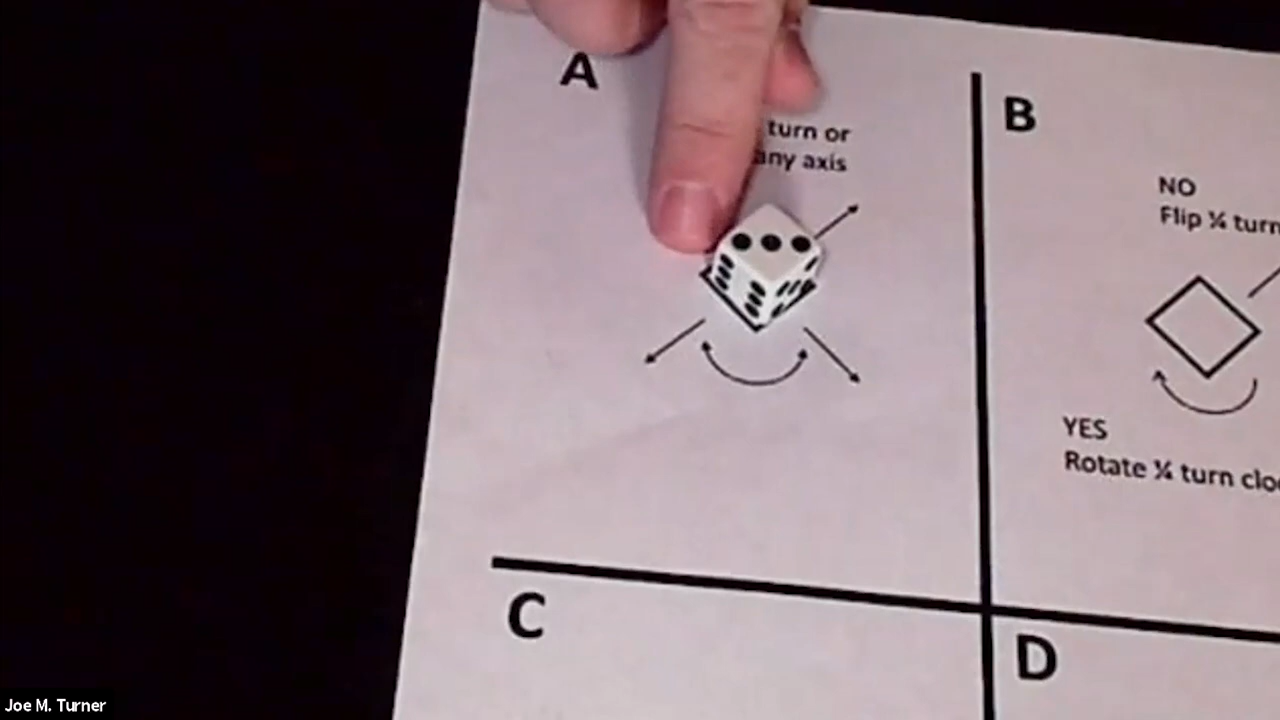 A
turn or
any axis
B
NO
Flip ¼ turn
YES
Rotate ¼ turn clo
C
D
Joe M. Turner